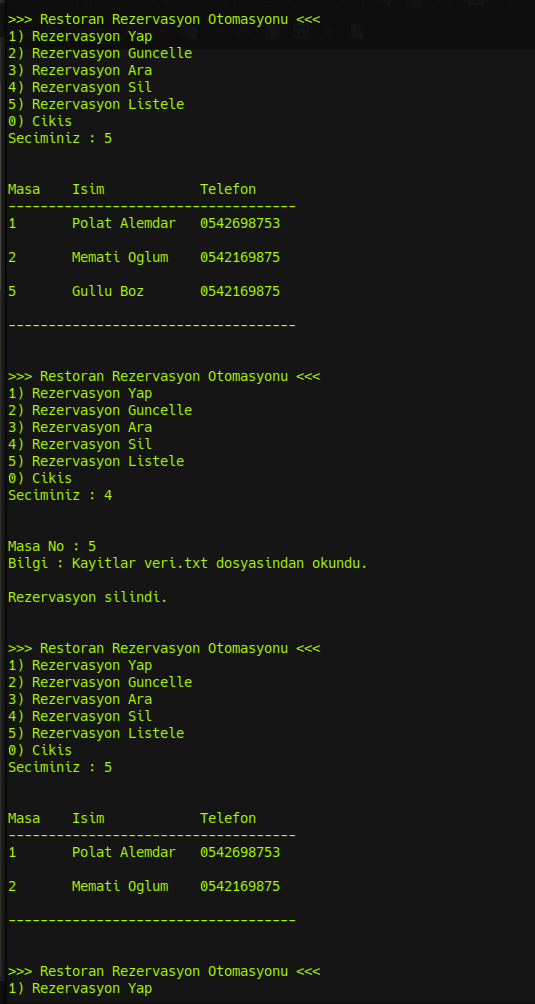 >>> Restoran Rezervasyon Otomasyonu <<<
1) Rezervasyon Yap
2) Rezervasyon Guncelle
3) Rezervasyon Ara
4) Rezervasyon Sil
5) Rezervasyon Listele
0) Cikis
Seciminiz : 5
Masa    Isim            Telefon
------------------------------------
1       Polat Alemdar   0542698753
2       Memati Oglum    0542169875
5       Gullu Boz       0542169875
------------------------------------
>>> Restoran Rezervasyon Otomasyonu <<<
1) Rezervasyon Yap
2) Rezervasyon Guncelle
3) Rezervasyon Ara
4) Rezervasyon Sil
5) Rezervasyon Listele
0) Cikis
Seciminiz : 4
Masa No : 5
Bilgi : Kayitlar veri.txt dosyasindan okundu.
Rezervasyon silindi.
>>> Restoran Rezervasyon Otomasyonu <<<
1) Rezervasyon Yap
2) Rezervasyon Guncelle
3) Rezervasyon Ara
4) Rezervasyon Sil
5) Rezervasyon Listele
0) Cikis
Seciminiz : 5
Masa    Isim            Telefon
------------------------------------
1       Polat Alemdar   0542698753
2       Memati Oglum    0542169875
------------------------------------
>>> Restoran Rezervasyon Otomasyonu <<<
1) Rezervasyon Yap